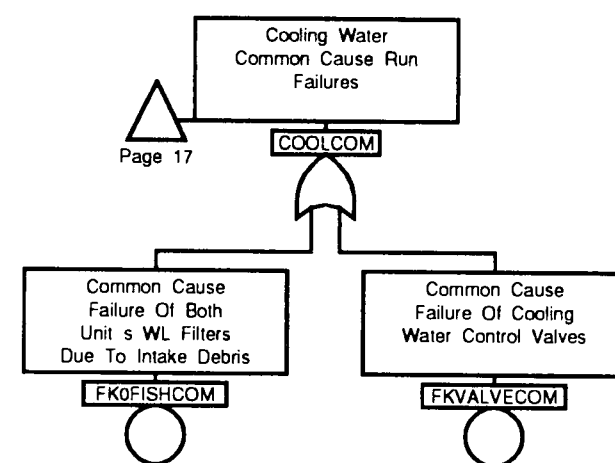 Cooling Water
Common Cause Run
Failures
Page 17
COOLCOM
Common Cause
Failure Of Both
Unit s WL Filters
Due To Intake Debris
FK0FISHCOM
Common Cause
Failure Of Cooling
Water Control Valves
FKVALVECOM